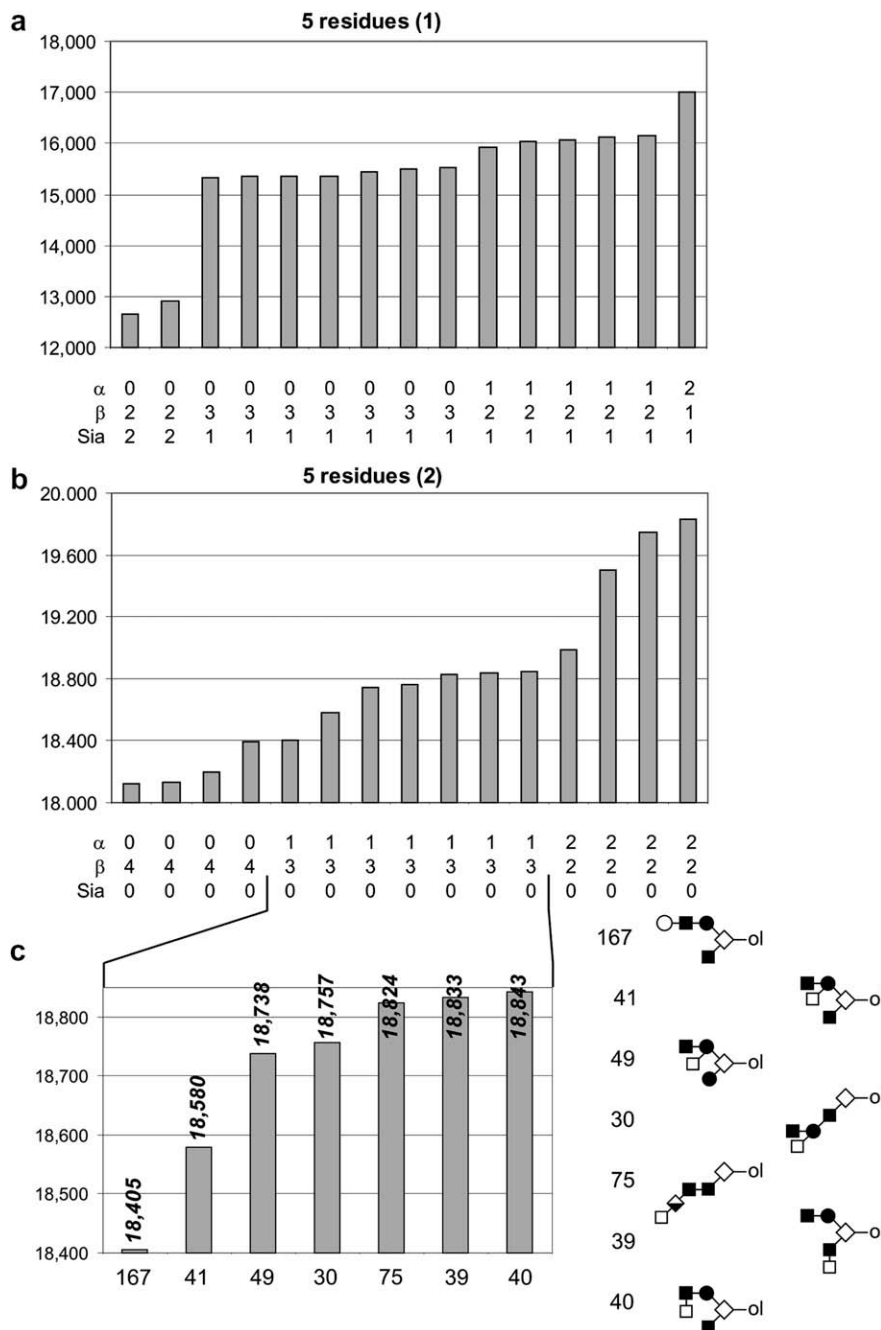 a
5 residues (1)
18,000
17,000
16,000
15,000
14,000
13,000
12,000
α 0 0 0 0 0 0 0 0 0 1 1 1 1 1 2
β 2 2 3 3 3 3 3 3 3 2 2 2 2 2 1
Sia 2 2 1 1 1 1 1 1 1 1 1 1 1 1 1
b
5 residues (2)
20.000
19.600
19.200
18.800
18.400
18.000
α 0 0 0 0 1 1 1 1 1 1 1 2 2 2 2
β 4 4 4 4 3 3 3 3 3 3 3 2 2 2 2
Sia 0 0 0 0 0 0 0 0 0 0 0 0 0 0 0
c
18,800
18,700
18,600
18,500
18,400
18,405
18,580
18,738
18,757
18,824
18,833
18,843
167 41 49 30 75 39 40
167 ol
41 o
49 ol
30 o
75 ol
39 o
40 ol